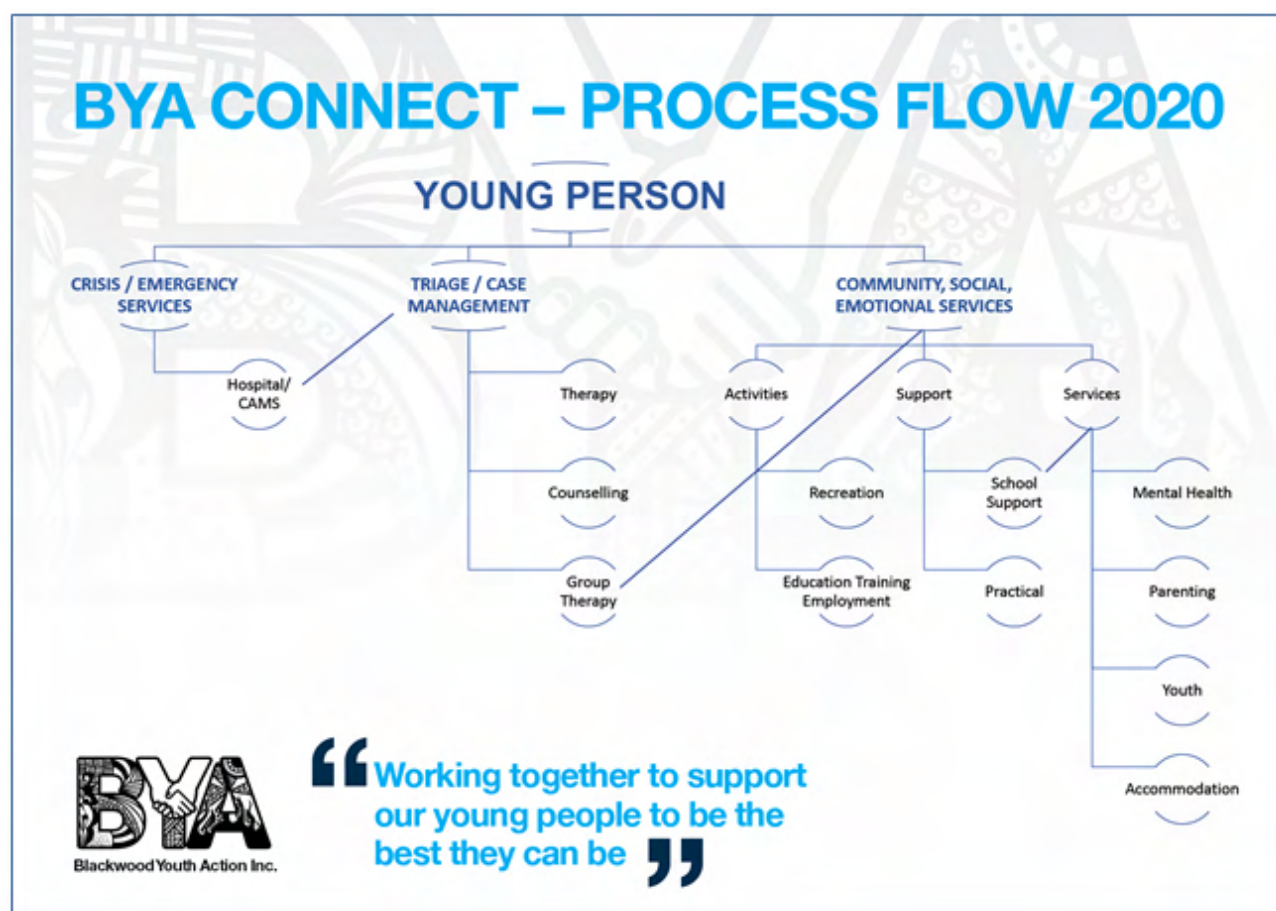 BYA CONNECT – PROCESS FLOW 2020
YOUNG PERSON
CRISIS / EMERGENCY
SERVICES
TRIAGE / CASE
MANAGEMENT
COMMUNITY, SOCIAL,
EMOTIONAL SERVICES
Hospital/
CAMS
Therapy
Activities
Support
Services
Counselling
Recreation
School
Support
Mental Health
Group
Therapy
Education Training
Employment
Practical
Parenting
Youth
Accommodation
BYA
Blackwood Youth Action Inc.
“Working together to support
our young people to be the
best they can be”